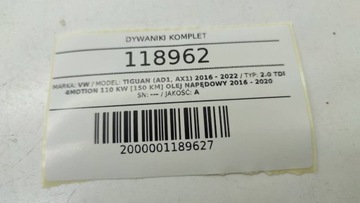 DYWANIKI KOMPLET
118962
MARKA: VW / MODEL: TIGUAN (AD1, AX1) 2016 - 2022 / TYP: 2.0 TDI
4MOTION 110 KW [150 KM] OLEJ NAPĘDOWY 2016 - 2020
SN: --- / JAKOŚĆ: A
2000001189627